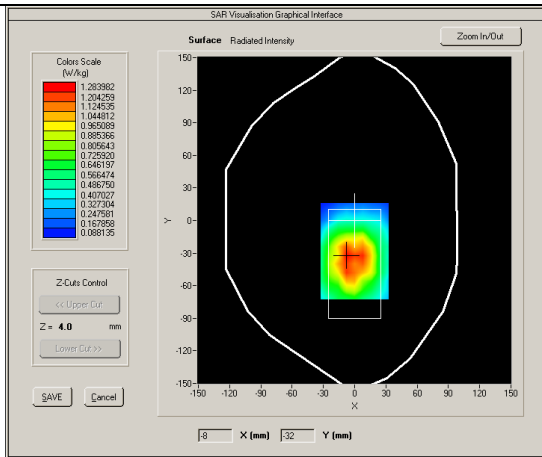 SAR Visualisation Graphical Interface
Surface Radiated Intensity
Zoom In/Out
Colors Scale
(W/kg)
1.283982
1.204259
1.124535
1.044812
0.965089
0.885366
0.805643
0.725920
0.646197
0.566474
0.486750
0.407027
0.327304
0.247581
0.167858
0.088135
Z-Cuts Control
<< Upper Cut
Z = 4.0 mm
Lower Cut >>
SAVE Cancel
150
120
90
60
30
0
-30
-60
-90
-120
-150
Y
-150 -120 -90 -60 -30 0 30 60 90 120 150
X
-8 X (mm) -32 Y (mm)